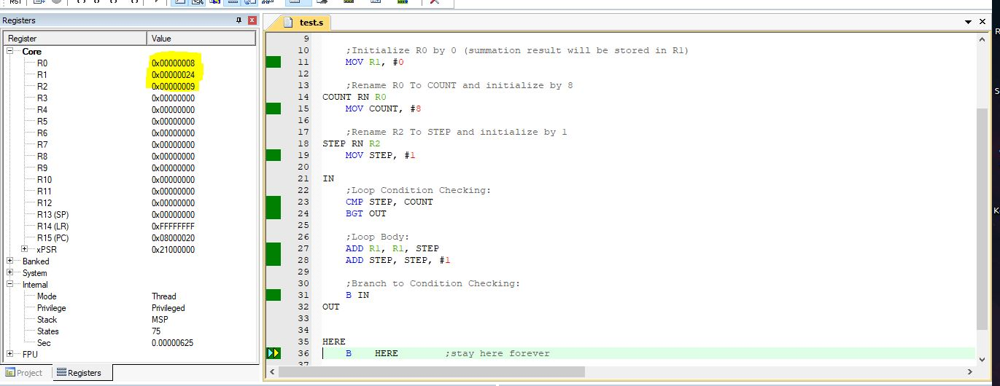 RST
Registers
Register Value
Core
R0 0x00000008
R1 0x00000024
R2 0x00000009
R3 0x00000000
R4 0x00000000
R5 0x00000000
R6 0x00000000
R7 0x00000000
R8 0x00000000
R9 0x00000000
R10 0x00000000
R11 0x00000000
R12 0x00000000
R13 (SP) 0x00000000
R14 (LR) 0xFFFFFFFF
R15 (PC) 0x08000020
xPSR 0x21000000
Banked
System
Internal
Mode Thread
Privilege Privileged
Stack MSP
States 75
Sec 0.00000625
FPU
Project Registers
test.s
9
10 ;Initialize R0 by 0 (summation result will be stored in R1)
11 MOV R1, #0
12
13 ;Rename R0 To COUNT and initialize by 8
14 COUNT RN R0
15 MOV COUNT, #8
16
17 ;Rename R2 To STEP and initialize by 1
18 STEP RN R2
19 MOV STEP, #1
20
21 IN
22 ;Loop Condition Checking:
23 CMP STEP, COUNT
24 BGT OUT
25
26 ;Loop Body:
27 ADD R1, R1, STEP
28 ADD STEP, STEP, #1
29
30 ;Branch to Condition Checking:
31 B IN
32 OUT
33
34
35 HERE
36 B HERE ;stay here forever
37
R
S
K